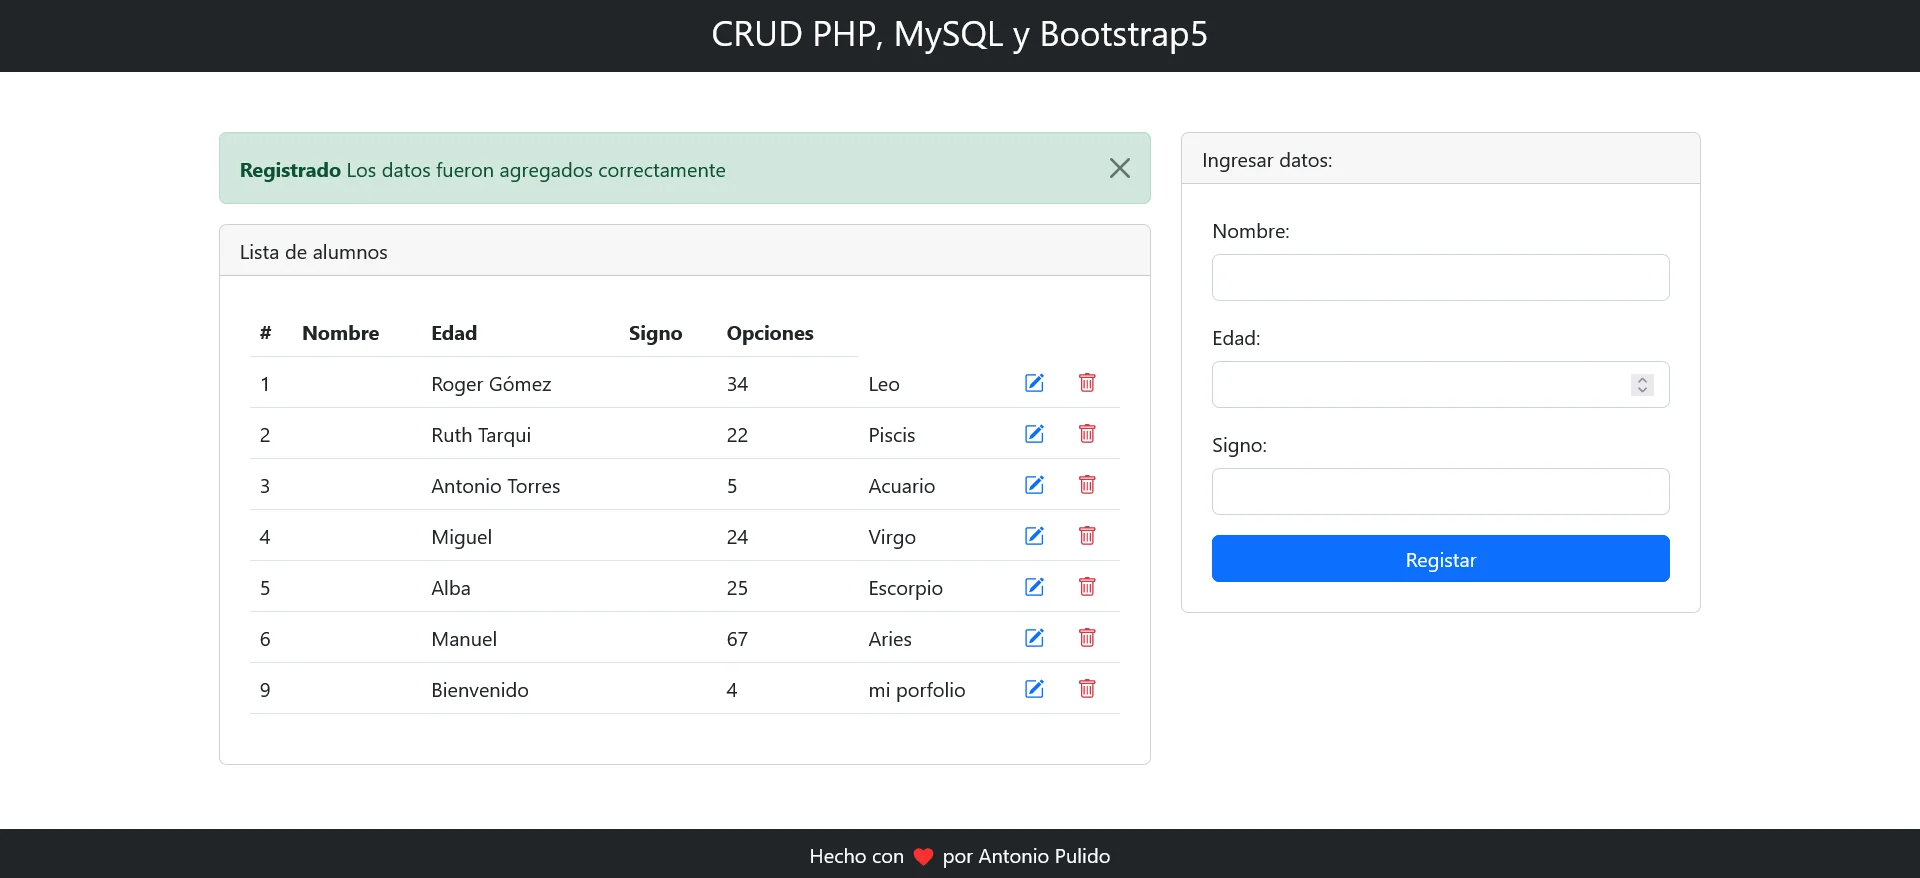 CRUD PHP, MySQL y Bootstrap5
Registrado Los datos fueron agregados correctamente
Lista de alumnos
# Nombre Edad Signo Opciones
1 Roger Gómez 34 Leo
2 Ruth Tarqui 22 Piscis
3 Antonio Torres 5 Acuario
4 Miguel 24 Virgo
5 Alba 25 Escorpio
6 Manuel 67 Aries
9 Bienvenido 4 mi porfolio
Ingresar datos:
Nombre:
Edad:
Signo:
Registar
Hecho con ❤ por Antonio Pulido